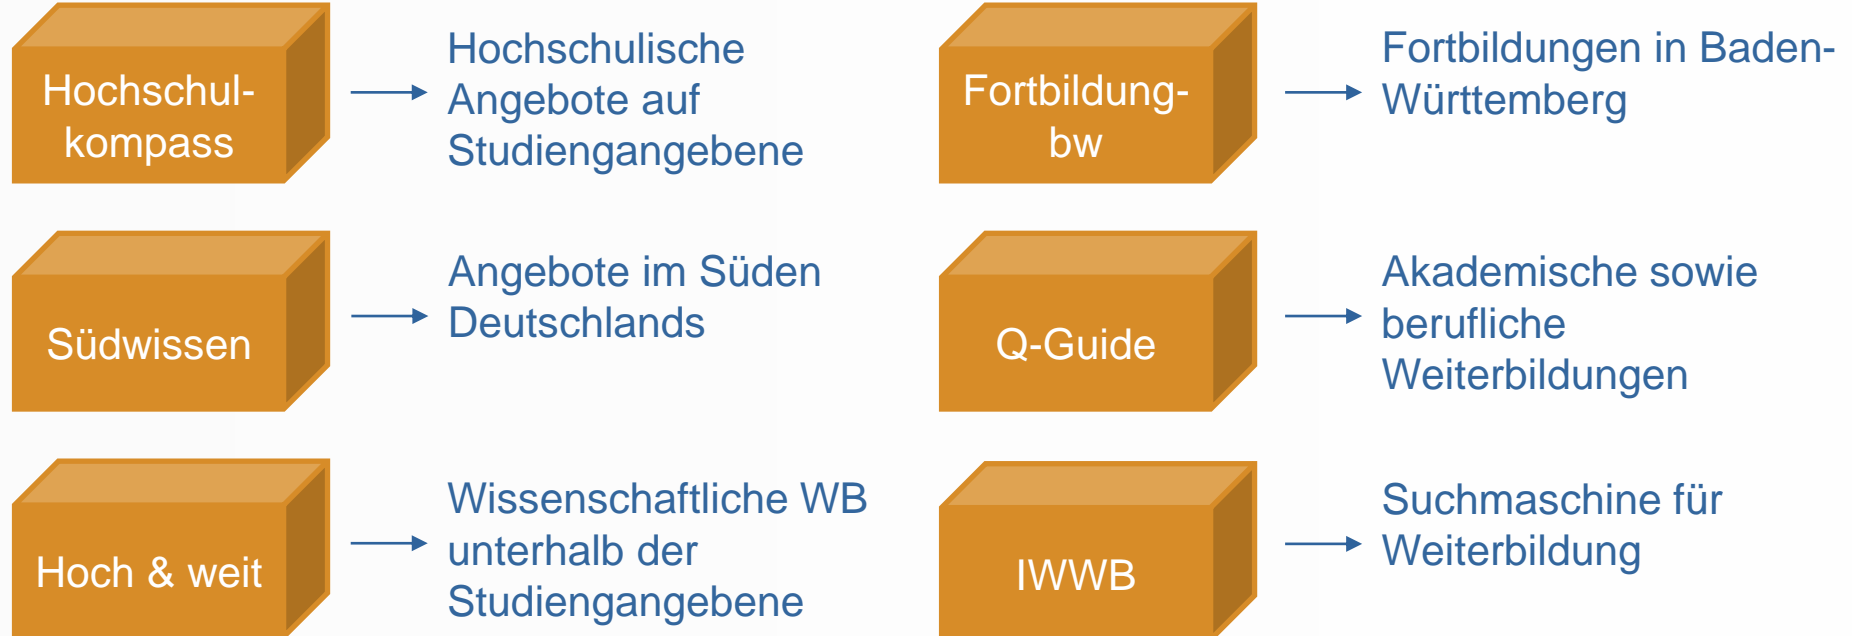 Hochschul-
kompass
Hochschulische
Angebote auf
Studiengangebene
Fortbildung-
bw
Fortbildungen in Baden-
Württemberg
Südwissen
Angebote im Süden
Deutschlands
Q-Guide
Akademische sowie
berufliche
Weiterbildungen
Hoch & weit
Wissenschaftliche WB
unterhalb der
Studiengangebene
IWWB
Suchmaschine für
Weiterbildung